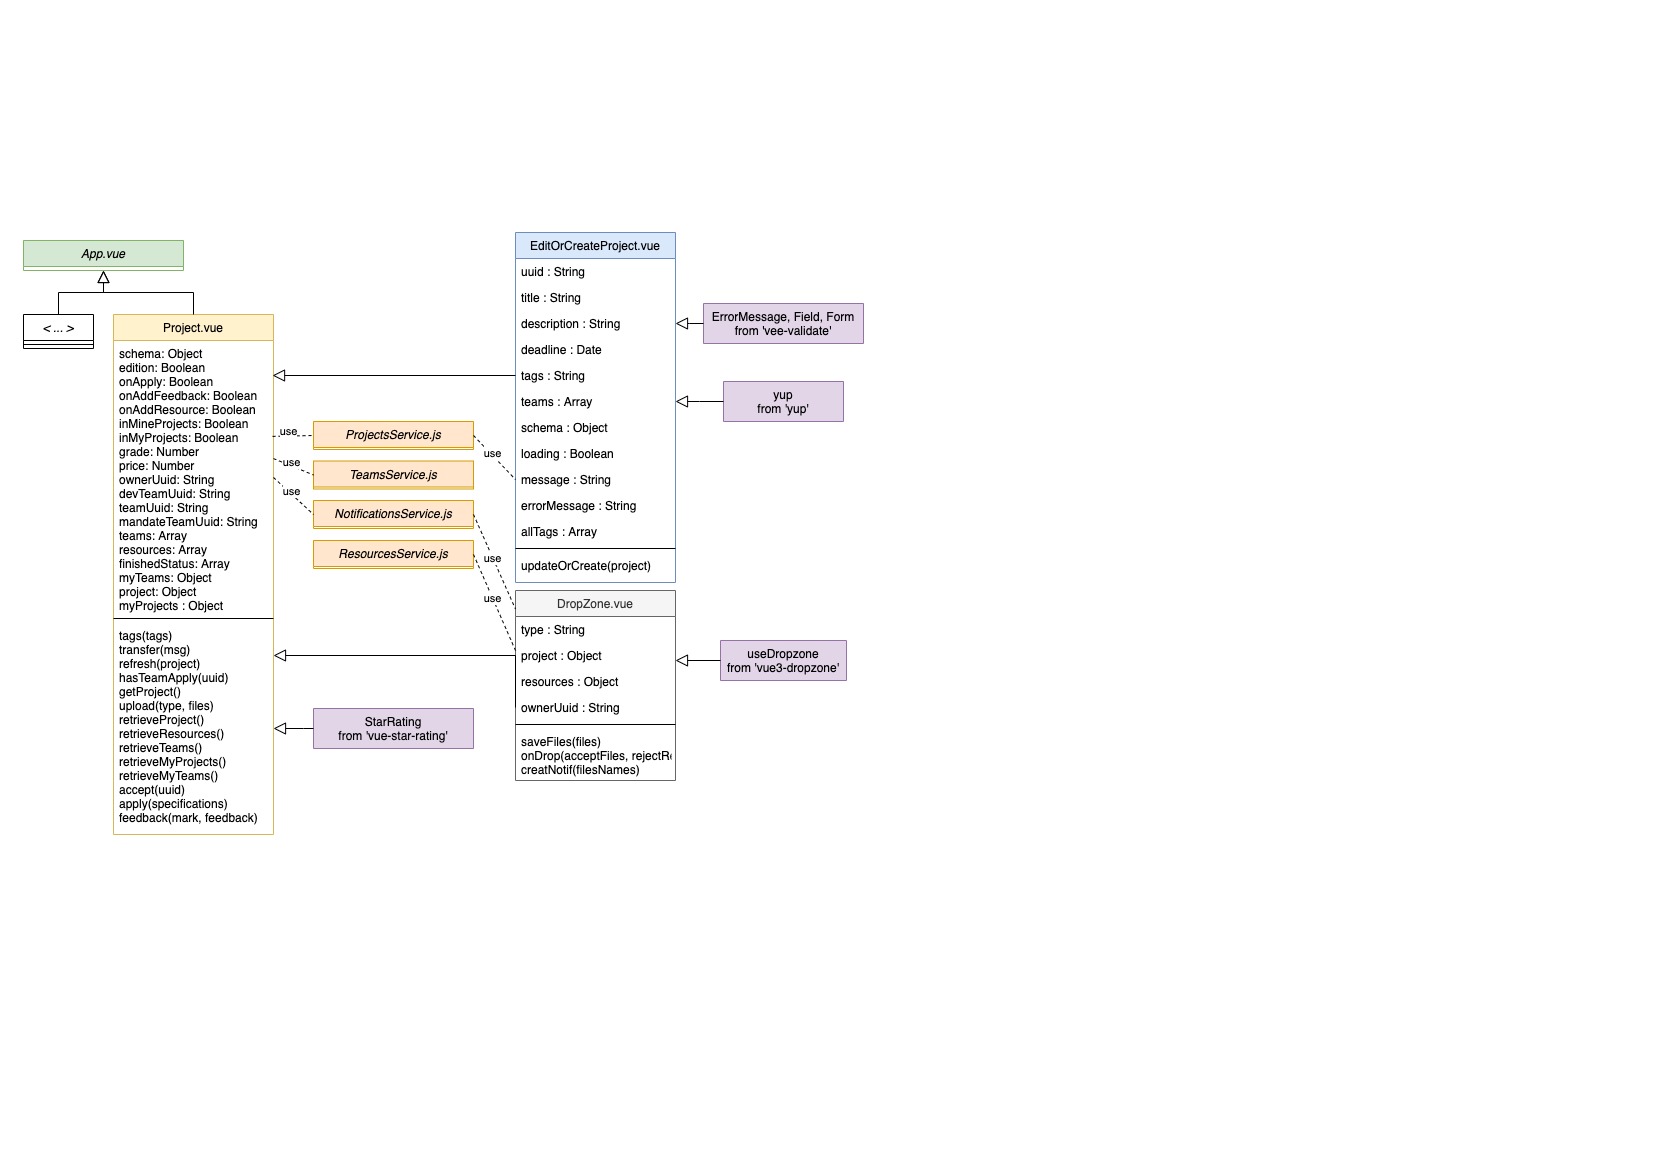 App.vue
< ... >
Project.vue
schema: Object
edition: Boolean
onApply: Boolean
onAddFeedback: Boolean
onAddResource: Boolean
inMineProjects: Boolean
inMyProjects: Boolean
grade: Number
price: Number
ownerUuid: String
devTeamUuid: String
teamUuid: String
mandateTeamUuid: String
teams: Array
resources: Array
finishedStatus: Array
myTeams: Object
project: Object
myProjects : Object
tags(tags)
transfer(msg)
refresh(project)
hasTeamApply(uuid)
getProject()
upload(type, files)
retrieveProject()
retrieveResources()
retrieveTeams()
retrieveMyProjects()
retrieveMyTeams()
accept(uuid)
apply(specifications)
feedback(mark, feedback)
use
use
use
ProjectsService.js
TeamsService.js
NotificationsService.js
ResourcesService.js
StarRating
from 'vue-star-rating'
use
use
use
EditOrCreateProject.vue
uuid : String
title : String
description : String
deadline : Date
tags : String
teams : Array
schema : Object
loading : Boolean
message : String
errorMessage : String
allTags : Array
updateOrCreate(project)
DropZone.vue
type : String
project : Object
resources : Object
ownerUuid : String
saveFiles(files)
onDrop(acceptFiles, rejectR
creatNotif(filesNames)
ErrorMessage, Field, Form
from 'vee-validate'
yup
from 'yup'
useDropzone
from 'vue3-dropzone'